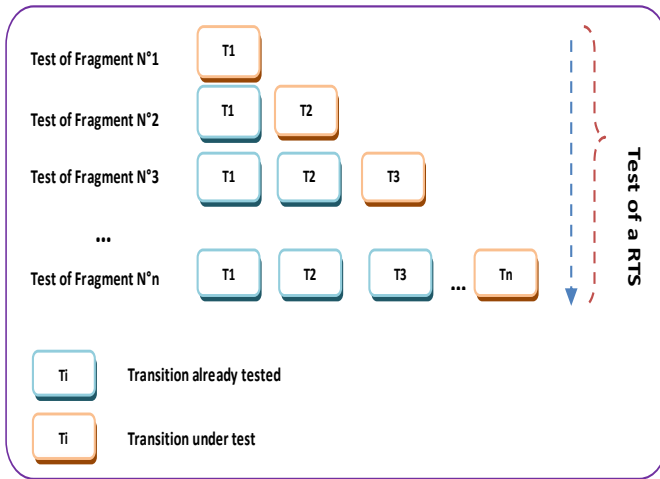 Test of Fragment N°1 T1
Test of Fragment N°2 T1 T2
Test of Fragment N°3 T1 T2 T3
...
Test of Fragment N°n T1 T2 T3 ... Tn
Test of a RTS
Ti Transition already tested
Ti Transition under test